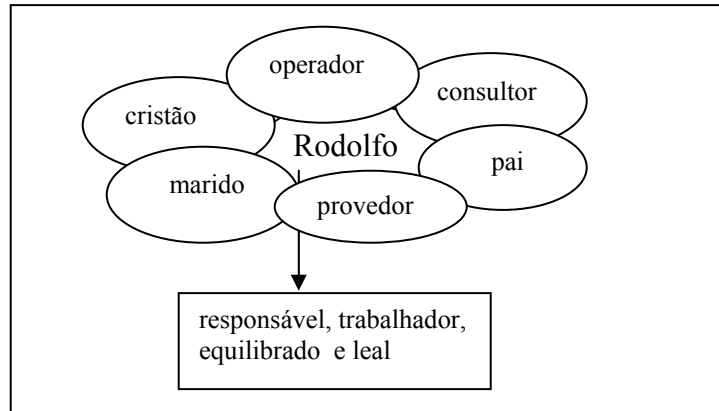 operador
cristão
consultor
Rodolfo
pai
marido
provedor
responsável, trabalhador,
equilibrado e leal